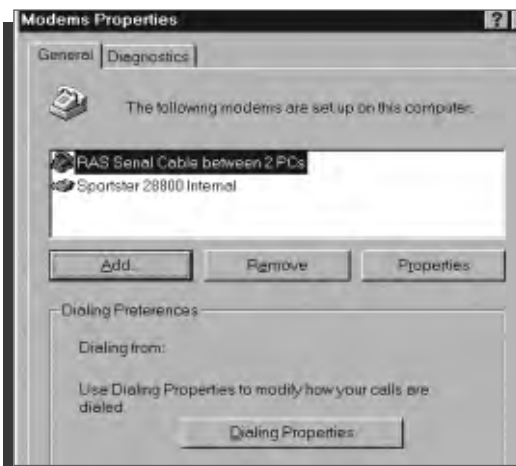 Modems Properties ?
General Diagnostics
The following modems are set up on this computer:
RAS Serial Cable between 2 PCs
Sportster 28800 Internal
Add...
Remove
Properties
Dialing Preferences
Dialing from:
Use Dialing Properties to modify how your calls are
dialed.
Dialing Properties